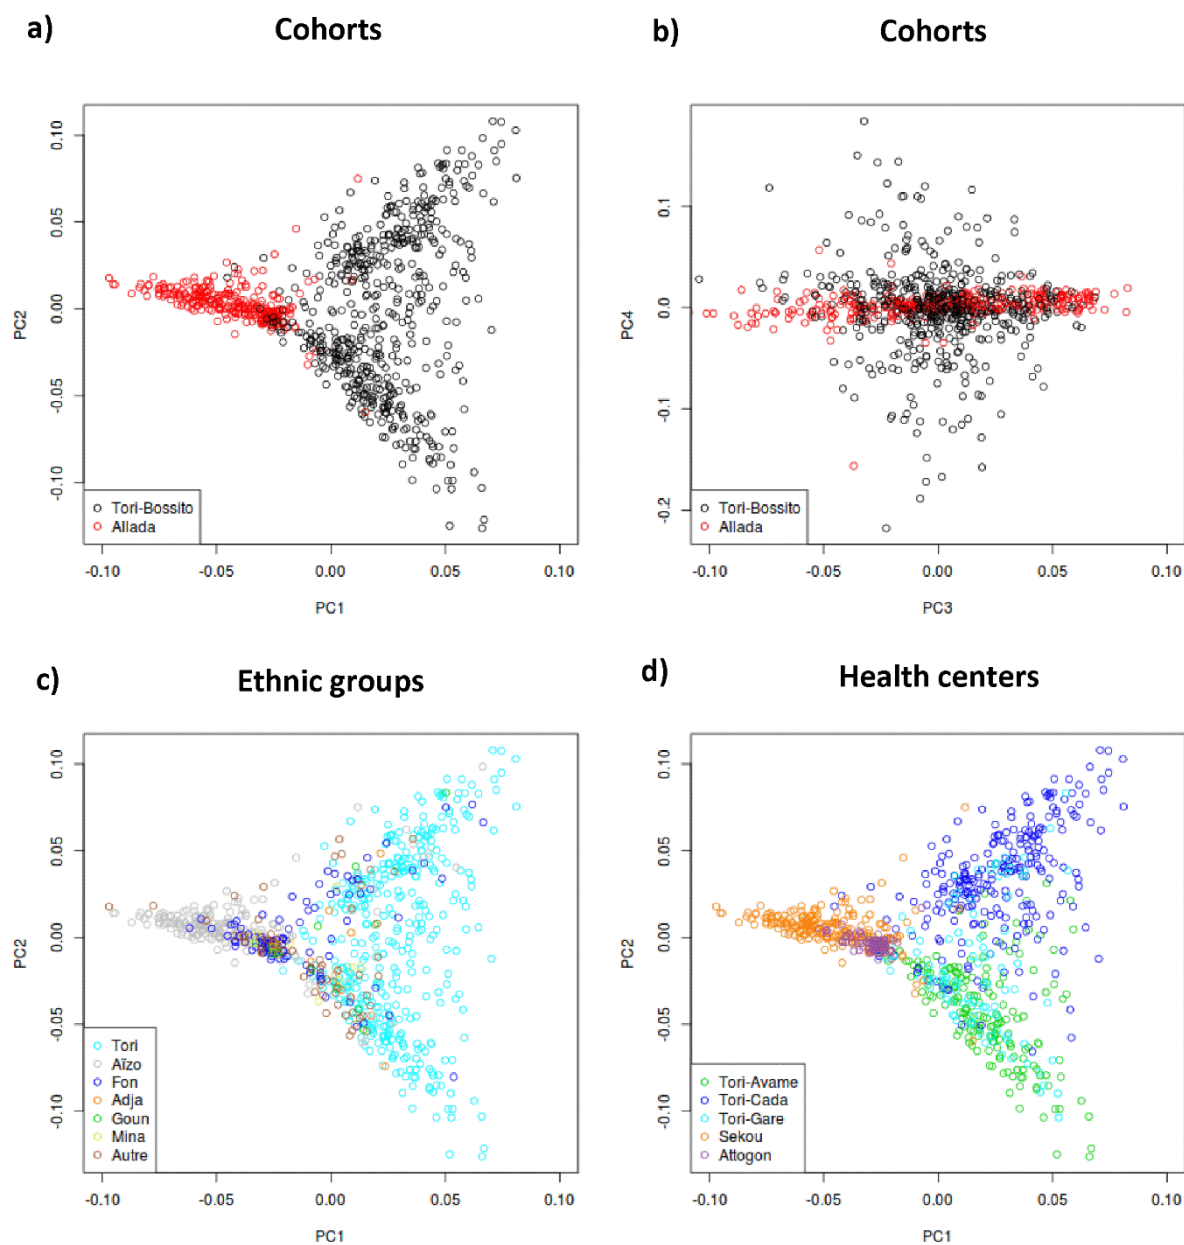 a) Cohorts
b) Cohorts
0.10
0.05
0.00
-0.05
-0.10
PC2
Tori-Bossito
Allada
-0.10 -0.05 0.00 0.05 0.10
PC1
0.1
0.0
-0.1
-0.2
PC4
Tori-Bossito
Allada
-0.10 -0.05 0.00 0.05 0.10
PC3
c) Ethnic groups
d) Health centers
0.10
0.05
0.00
-0.05
-0.10
PC2
Tori
Aïzo
Fon
Adja
Goun
Mina
Autre
-0.10 -0.05 0.00 0.05 0.10
PC1
0.10
0.05
0.00
-0.05
-0.10
PC2
Tori-Avame
Tori-Cada
Tori-Gare
Sekou
Attogon
-0.10 -0.05 0.00 0.05 0.10
PC1